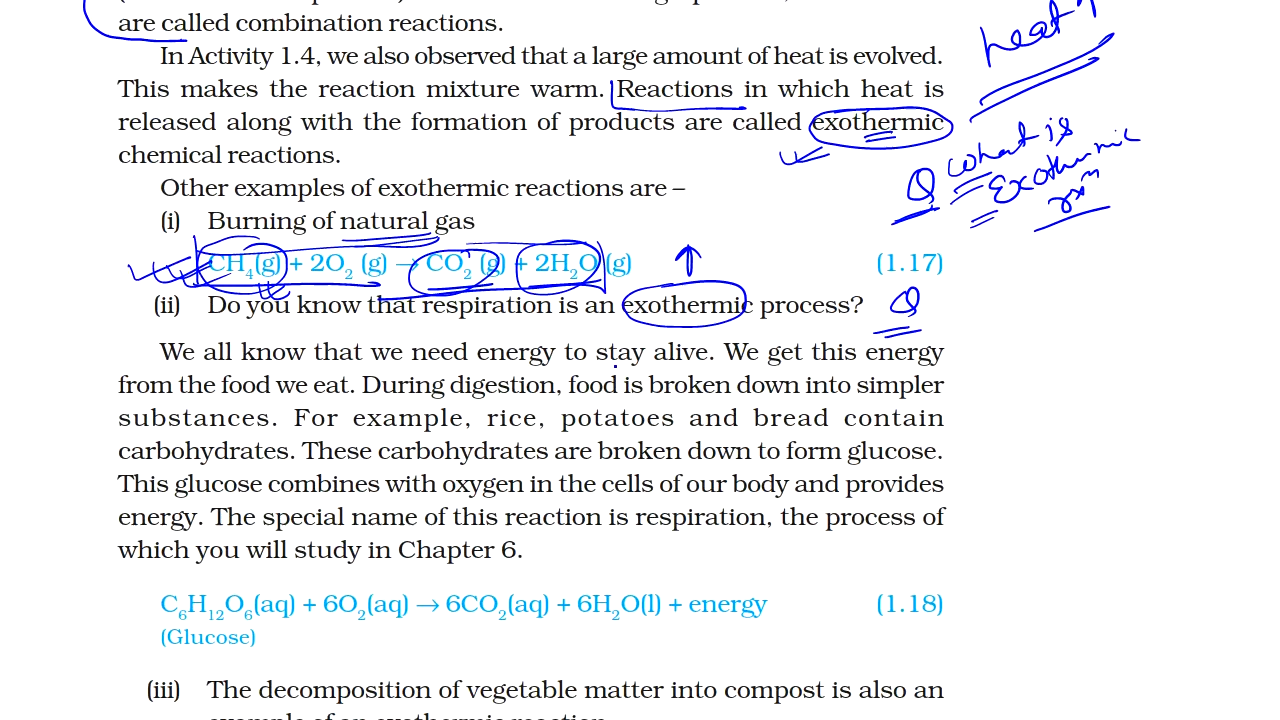 are called combination reactions.
In Activity 1.4, we also observed that a large amount of heat is evolved.
This makes the reaction mixture warm. Reactions in which heat is
released along with the formation of products are called exothermic
chemical reactions.
Other examples of exothermic reactions are –
(i) Burning of natural gas
CH₄(g) + 2O₂ (g) → CO₂ (g) + 2H₂O (g) (1.17)
(ii) Do you know that respiration is an exothermic process?
We all know that we need energy to stay alive. We get this energy
from the food we eat. During digestion, food is broken down into simpler
substances. For example, rice, potatoes and bread contain
carbohydrates. These carbohydrates are broken down to form glucose.
This glucose combines with oxygen in the cells of our body and provides
energy. The special name of this reaction is respiration, the process of
which you will study in Chapter 6.
C₆H₁₂O₆(aq) + 6O₂(aq) → 6CO₂(aq) + 6H₂O(l) + energy (1.18)
(Glucose)
(iii) The decomposition of vegetable matter into compost is also an
heat ↑
Q what is
Exothermic
rxⁿ
↑
Q